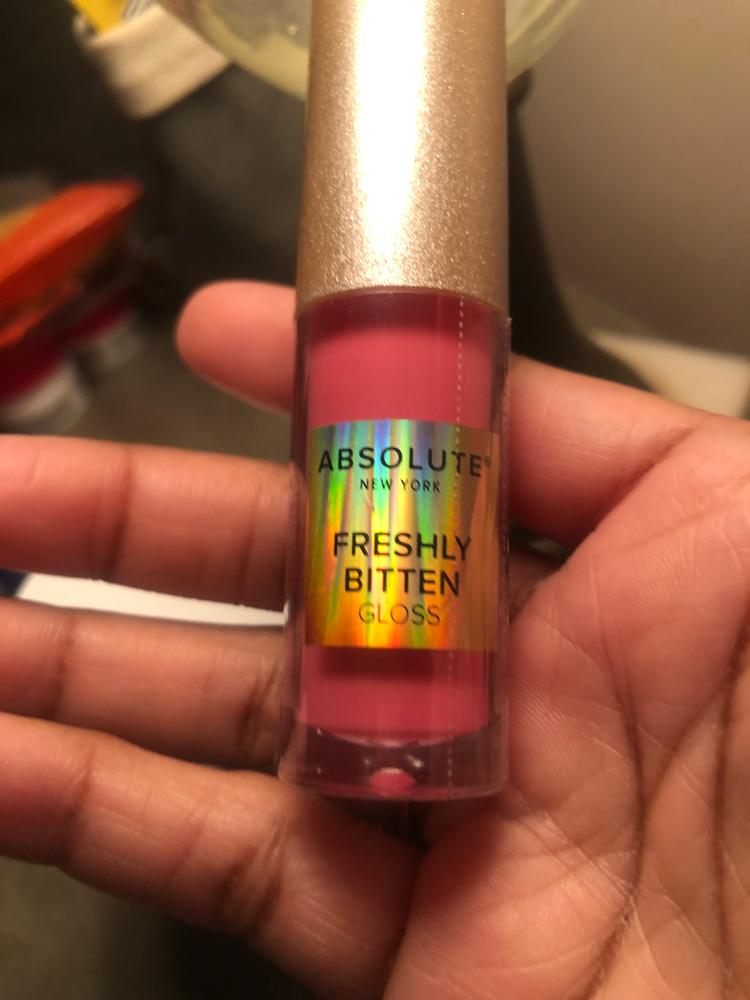 ABSOLUTE®
NEW YORK
FRESHLY
BITTEN
GLOSS